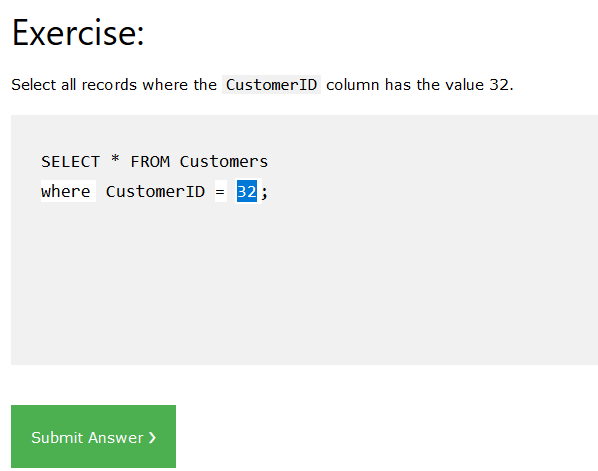 Exercise:
Select all records where the CustomerID column has the value 32.
SELECT * FROM Customers
where CustomerID = 32;
Submit Answer ❯